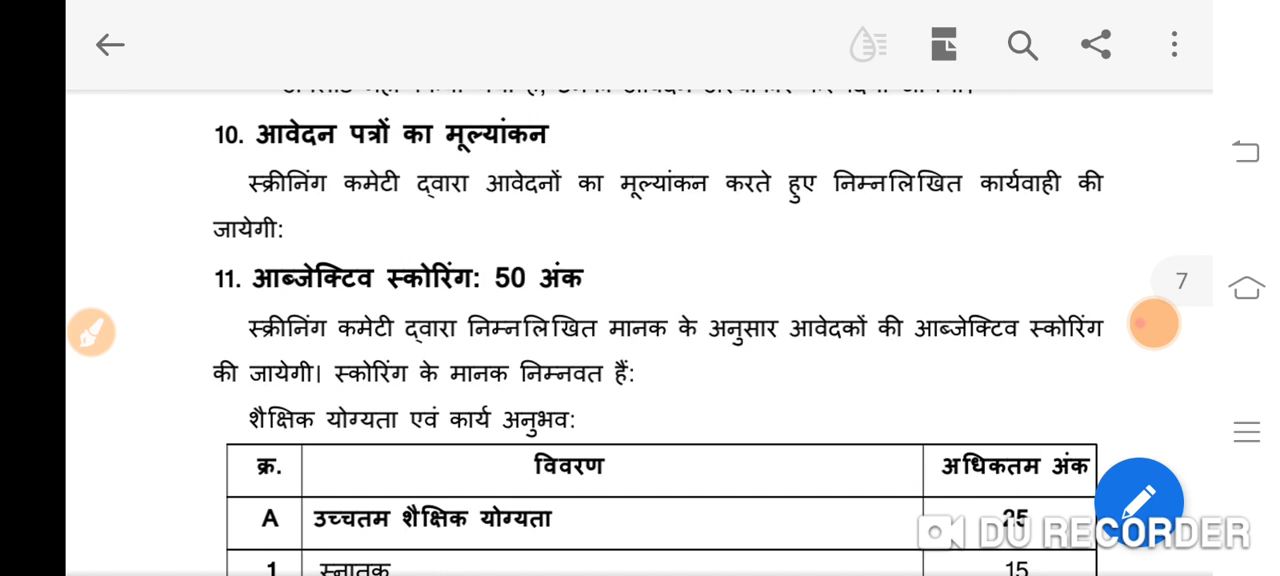 10. आवेदन पत्रों का मूल्यांकन
स्क्रीनिंग कमेटी द्वारा आवेदनों का मूल्यांकन करते हुए निम्नलिखित कार्यवाही की
जायेगी:
11. आब्जेक्टिव स्कोरिंग: 50 अंक
7
स्क्रीनिंग कमेटी द्वारा निम्नलिखित मानक के अनुसार आवेदकों की आब्जेक्टिव स्कोरिंग
की जायेगी। स्कोरिंग के मानक निम्नवत हैं:
शैक्षिक योग्यता एवं कार्य अनुभव:
क्र. विवरण अधिकतम अंक
A उच्चतम शैक्षिक योग्यता 25
DU RECORDER
1 स्नातक 15